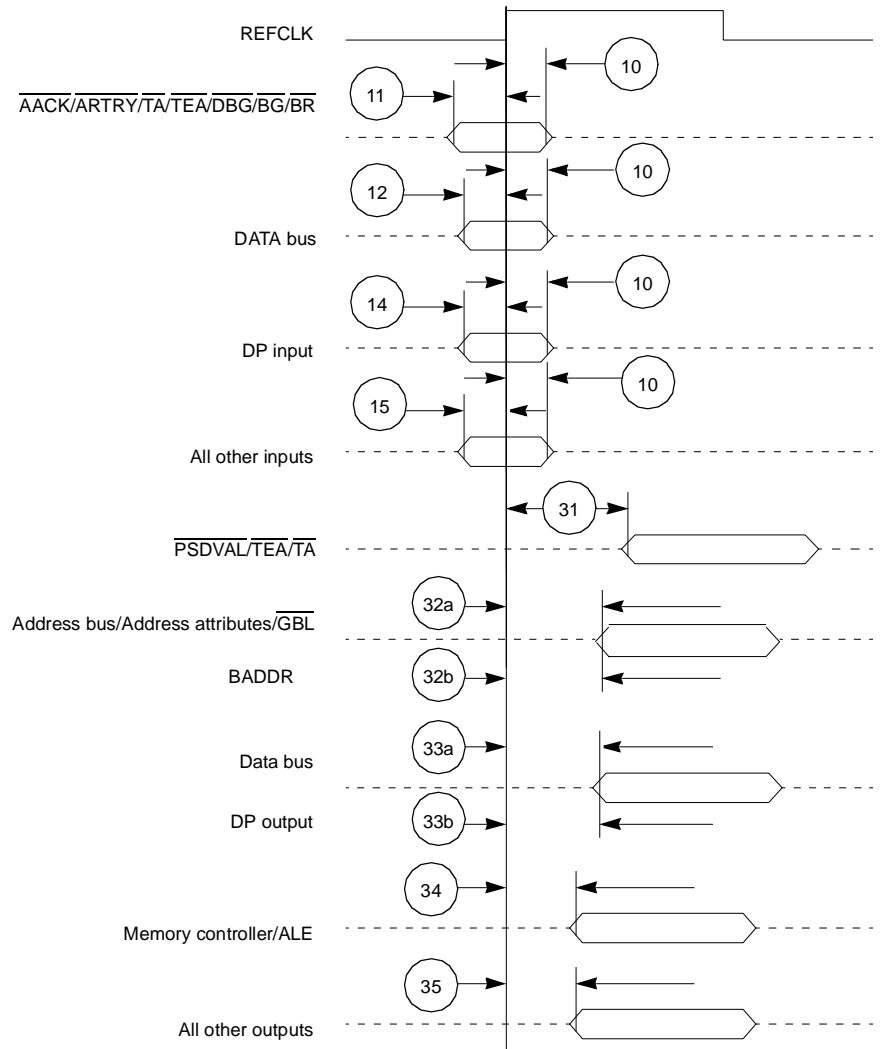 REFCLK
10
11
AACK/ARTRY/TA/TEA/DBG/BG/BR
10
12
DATA bus
10
14
DP input
10
15
All other inputs
31
PSDVAL/TEA/TA
32a
Address bus/Address attributes/GBL
BADDR
32b
33a
Data bus
DP output
33b
34
Memory controller/ALE
35
All other outputs